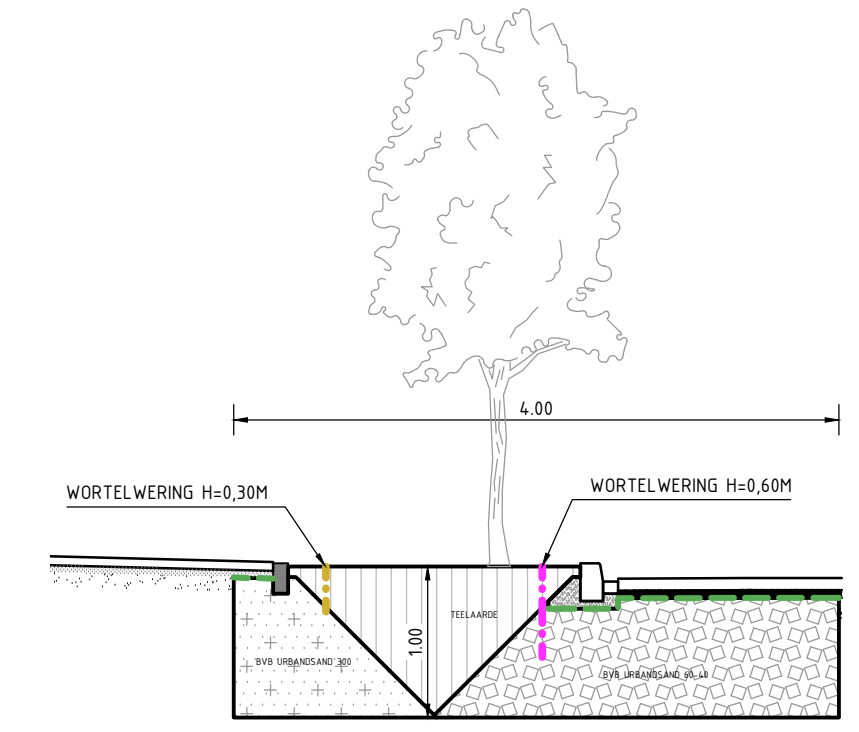 4.00
WORTELWERING H=0,30M
WORTELWERING H=0,60M
TEELAARDE
1.00
BVB URBANDSAND 300
BVB URBANDSAND 60-40